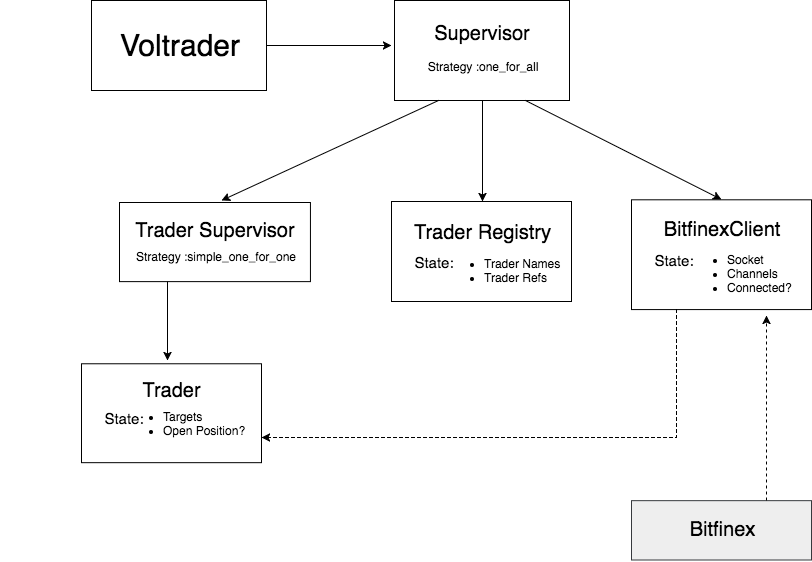 Voltrader
Supervisor
Strategy :one_for_all
Trader Supervisor
Strategy :simple_one_for_one
Trader Registry
State:
• Trader Names
• Trader Refs
BitfinexClient
State:
• Socket
• Channels
• Connected?
Trader
State:
• Targets
• Open Position?
Bitfinex